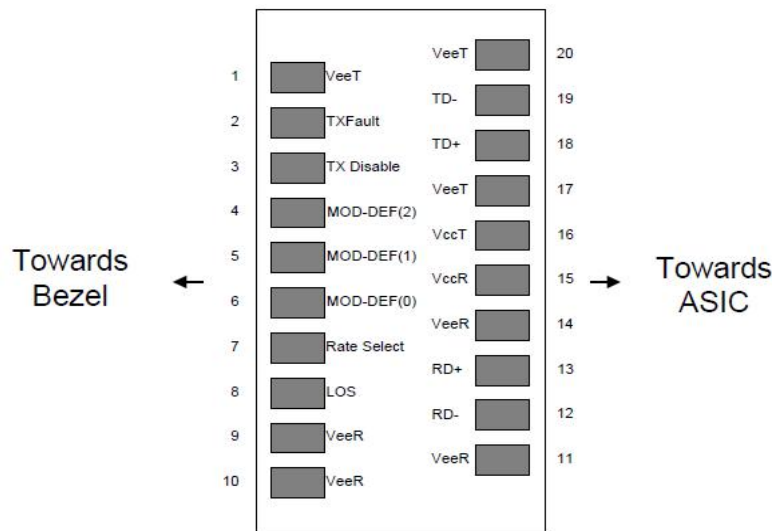 1 VeeT
2 TXFault
3 TX Disable
4 MOD-DEF(2)
5 MOD-DEF(1)
6 MOD-DEF(0)
7 Rate Select
8 LOS
9 VeeR
10 VeeR
VeeT 20
TD- 19
TD+ 18
VeeT 17
VccT 16
VccR 15
VeeR 14
RD+ 13
RD- 12
VeeR 11
Towards
Bezel
Towards
ASIC